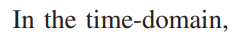 In the time-domain,